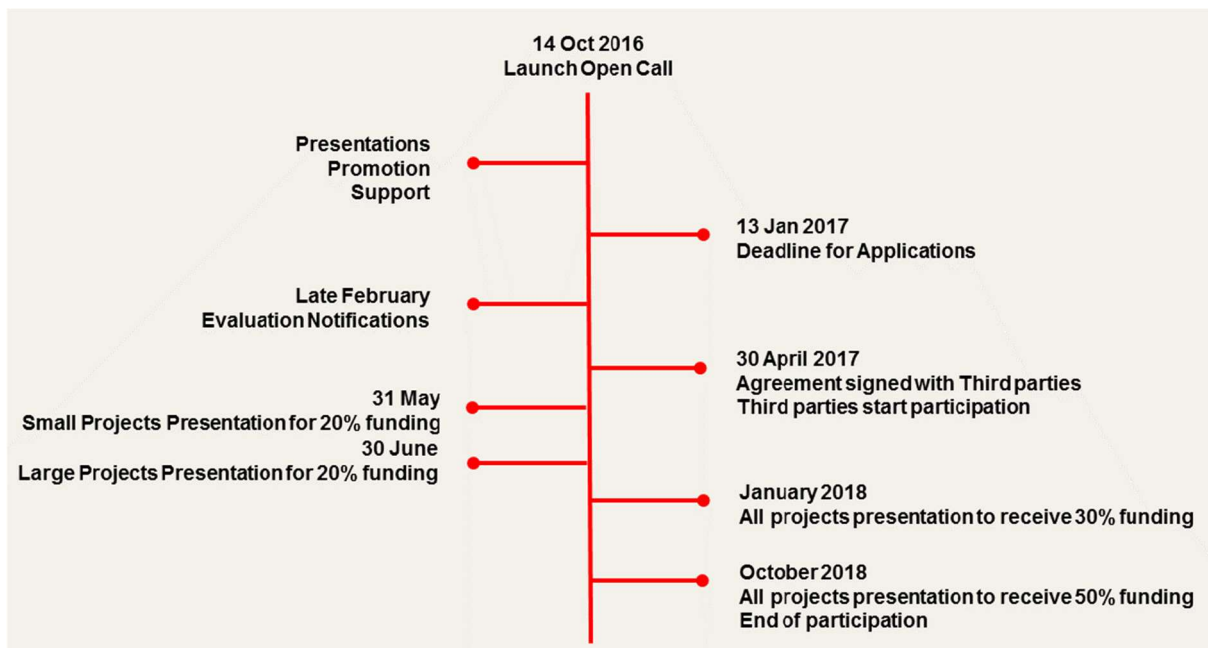 14 Oct 2016
Launch Open Call
Presentations
Promotion
Support
13 Jan 2017
Deadline for Applications
Late February
Evaluation Notifications
30 April 2017
Agreement signed with Third parties
Third parties start participation
31 May
Small Projects Presentation for 20% funding
30 June
Large Projects Presentation for 20% funding
January 2018
All projects presentation to receive 30% funding
October 2018
All projects presentation to receive 50% funding
End of participation